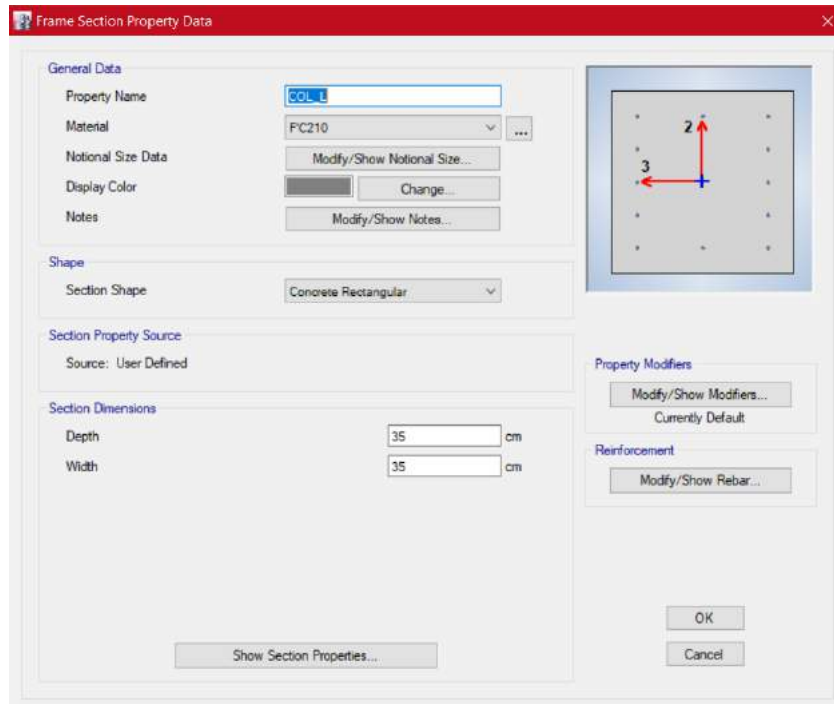 Frame Section Property Data
General Data
Property Name COL_L
Material F'C210 ...
Notional Size Data Modify/Show Notional Size...
Display Color Change...
Notes Modify/Show Notes...
2
3
Shape
Section Shape Concrete Rectangular
Section Property Source
Source: User Defined
Property Modifiers
Modify/Show Modifiers...
Currently Default
Section Dimensions
Depth 35 cm
Width 35 cm
Reinforcement
Modify/Show Rebar...
OK
Show Section Properties...
Cancel